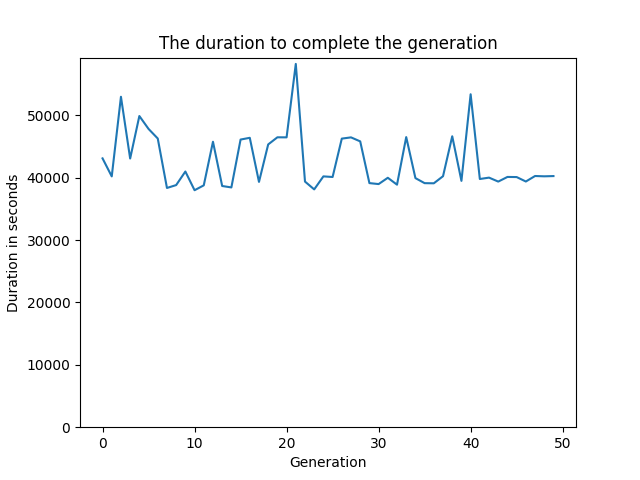 The duration to complete the generation
50000
40000
30000
20000
10000
0
Duration in seconds
0 10 20 30 40 50
Generation